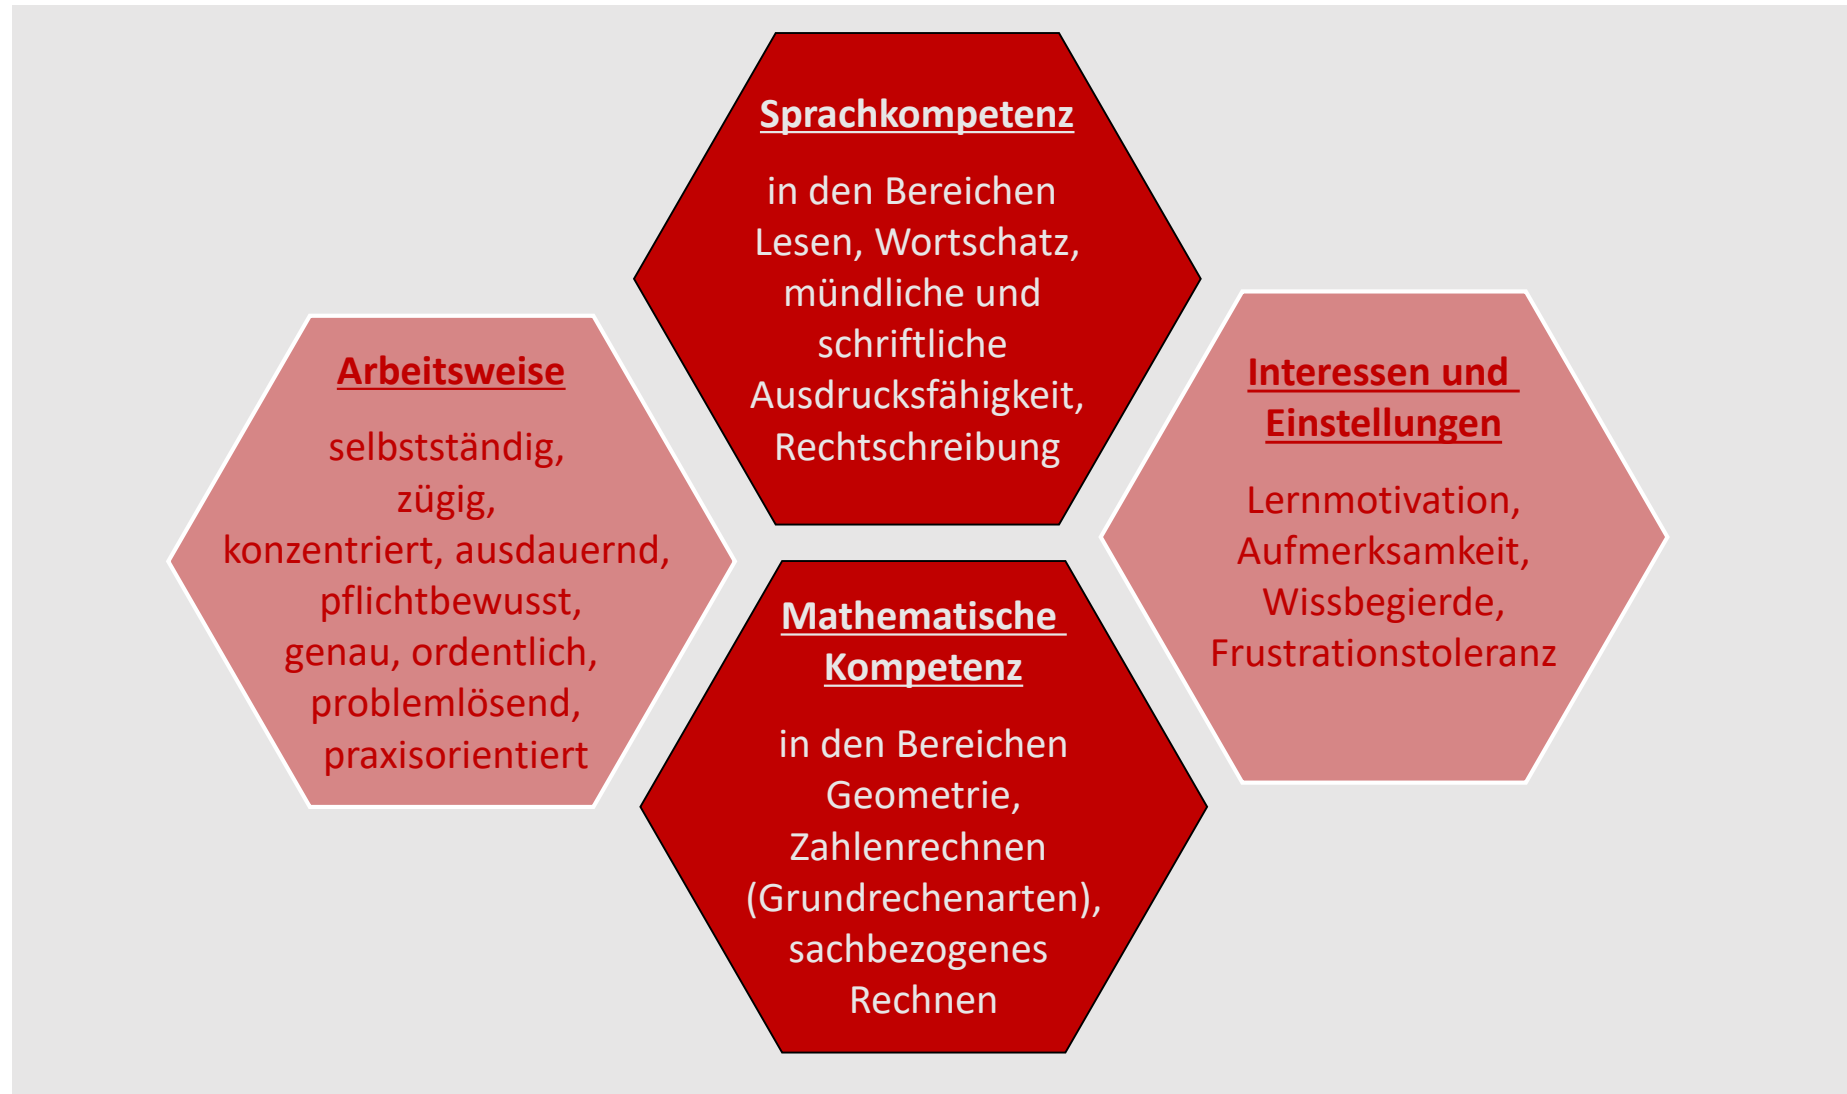 Sprachkompetenz
in den Bereichen
Lesen, Wortschatz,
mündliche und
schriftliche
Ausdrucksfähigkeit,
Rechtschreibung
Arbeitsweise
selbstständig,
zügig,
konzentriert, ausdauernd,
pflichtbewusst,
genau, ordentlich,
problemlösend,
praxisorientiert
Interessen und
Einstellungen
Lernmotivation,
Aufmerksamkeit,
Wissbegierde,
Frustrationstoleranz
Mathematische
Kompetenz
in den Bereichen
Geometrie,
Zahlenrechnen
(Grundrechenarten),
sachbezogenes
Rechnen